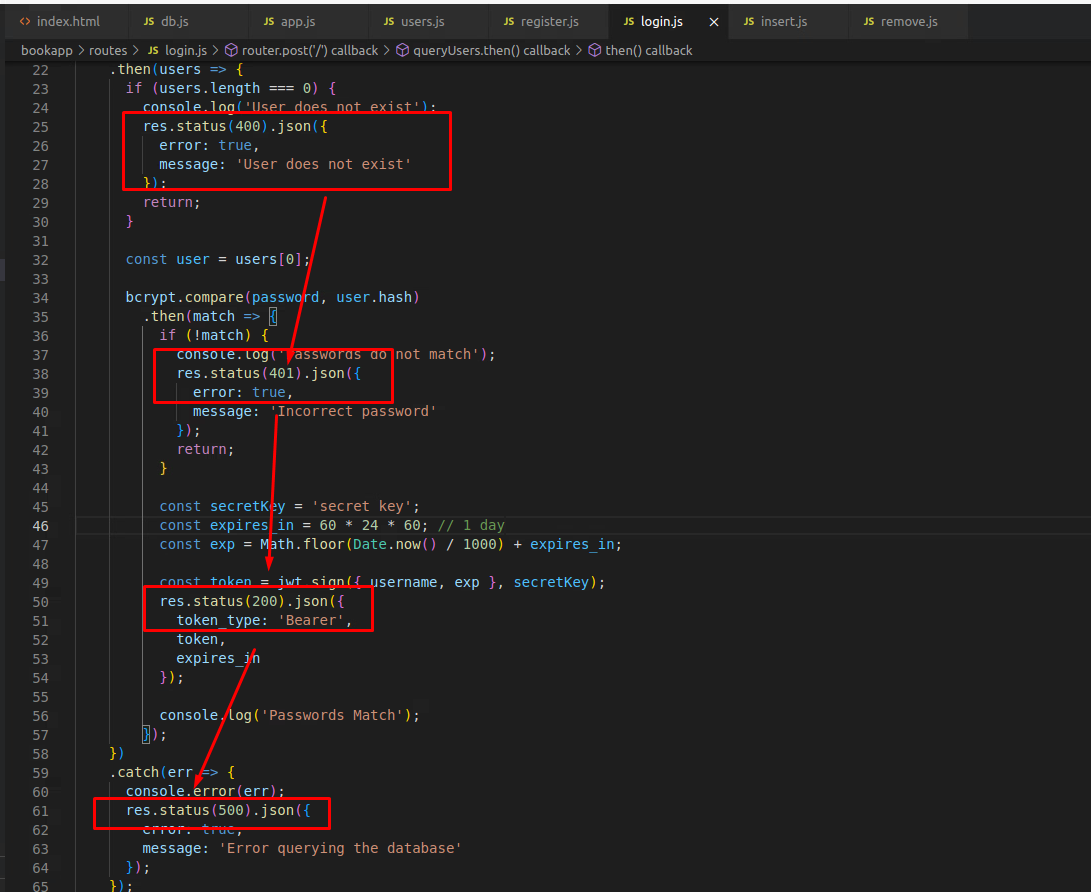 index.html db.js app.js users.js register.js login.js insert.js remove.js
bookapp > routes > login.js > router.post('/') callback > queryUsers.then() callback > then() callback
22 .then(users => {
23 if (users.length === 0) {
24 console.log('User does not exist');
25 res.status(400).json({
26 error: true,
27 message: 'User does not exist'
28 });
29 return;
30 }
31
32 const user = users[0];
33
34 bcrypt.compare(password, user.hash)
35 .then(match => {
36 if (!match) {
37 console.log('Passwords do not match');
38 res.status(401).json({
39 error: true,
40 message: 'Incorrect password'
41 });
42 return;
43 }
44
45 const secretKey = 'secret key';
46 const expires_in = 60 * 24 * 60; // 1 day
47 const exp = Math.floor(Date.now() / 1000) + expires_in;
48
49 const token = jwt.sign({ username, exp }, secretKey);
50 res.status(200).json({
51 token_type: 'Bearer',
52 token,
53 expires_in
54 });
55
56 console.log('Passwords Match');
57 });
58 })
59 .catch(err => {
60 console.error(err);
61 res.status(500).json({
62 error: true,
63 message: 'Error querying the database'
64 });
65 });